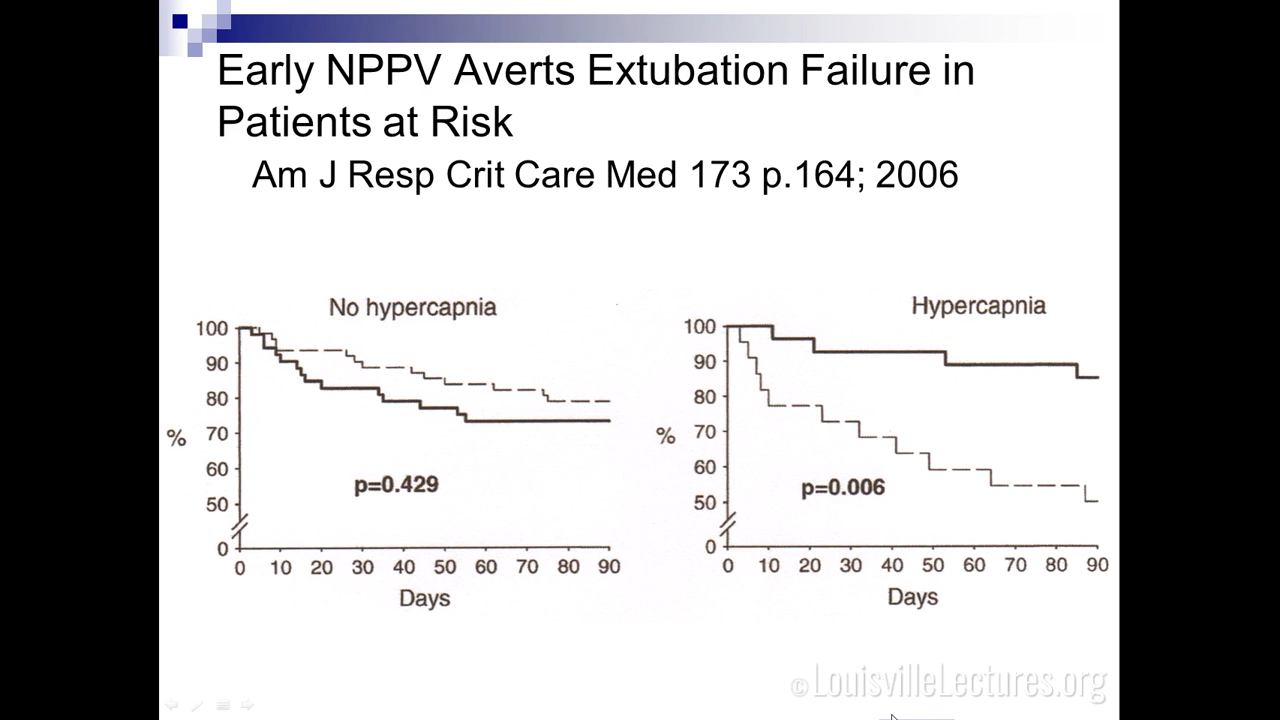 Early NPPV Averts Extubation Failure in
Patients at Risk
Am J Resp Crit Care Med 173 p.164; 2006
No hypercapnia
100
90
80
70
60
50
0
%
p=0.429
0 10 20 30 40 50 60 70 80 90
Days
Hypercapnia
100
90
80
70
60
50
0
%
p=0.006
0 10 20 30 40 50 60 70 80 90
Days
©LouisvilleLectures.org